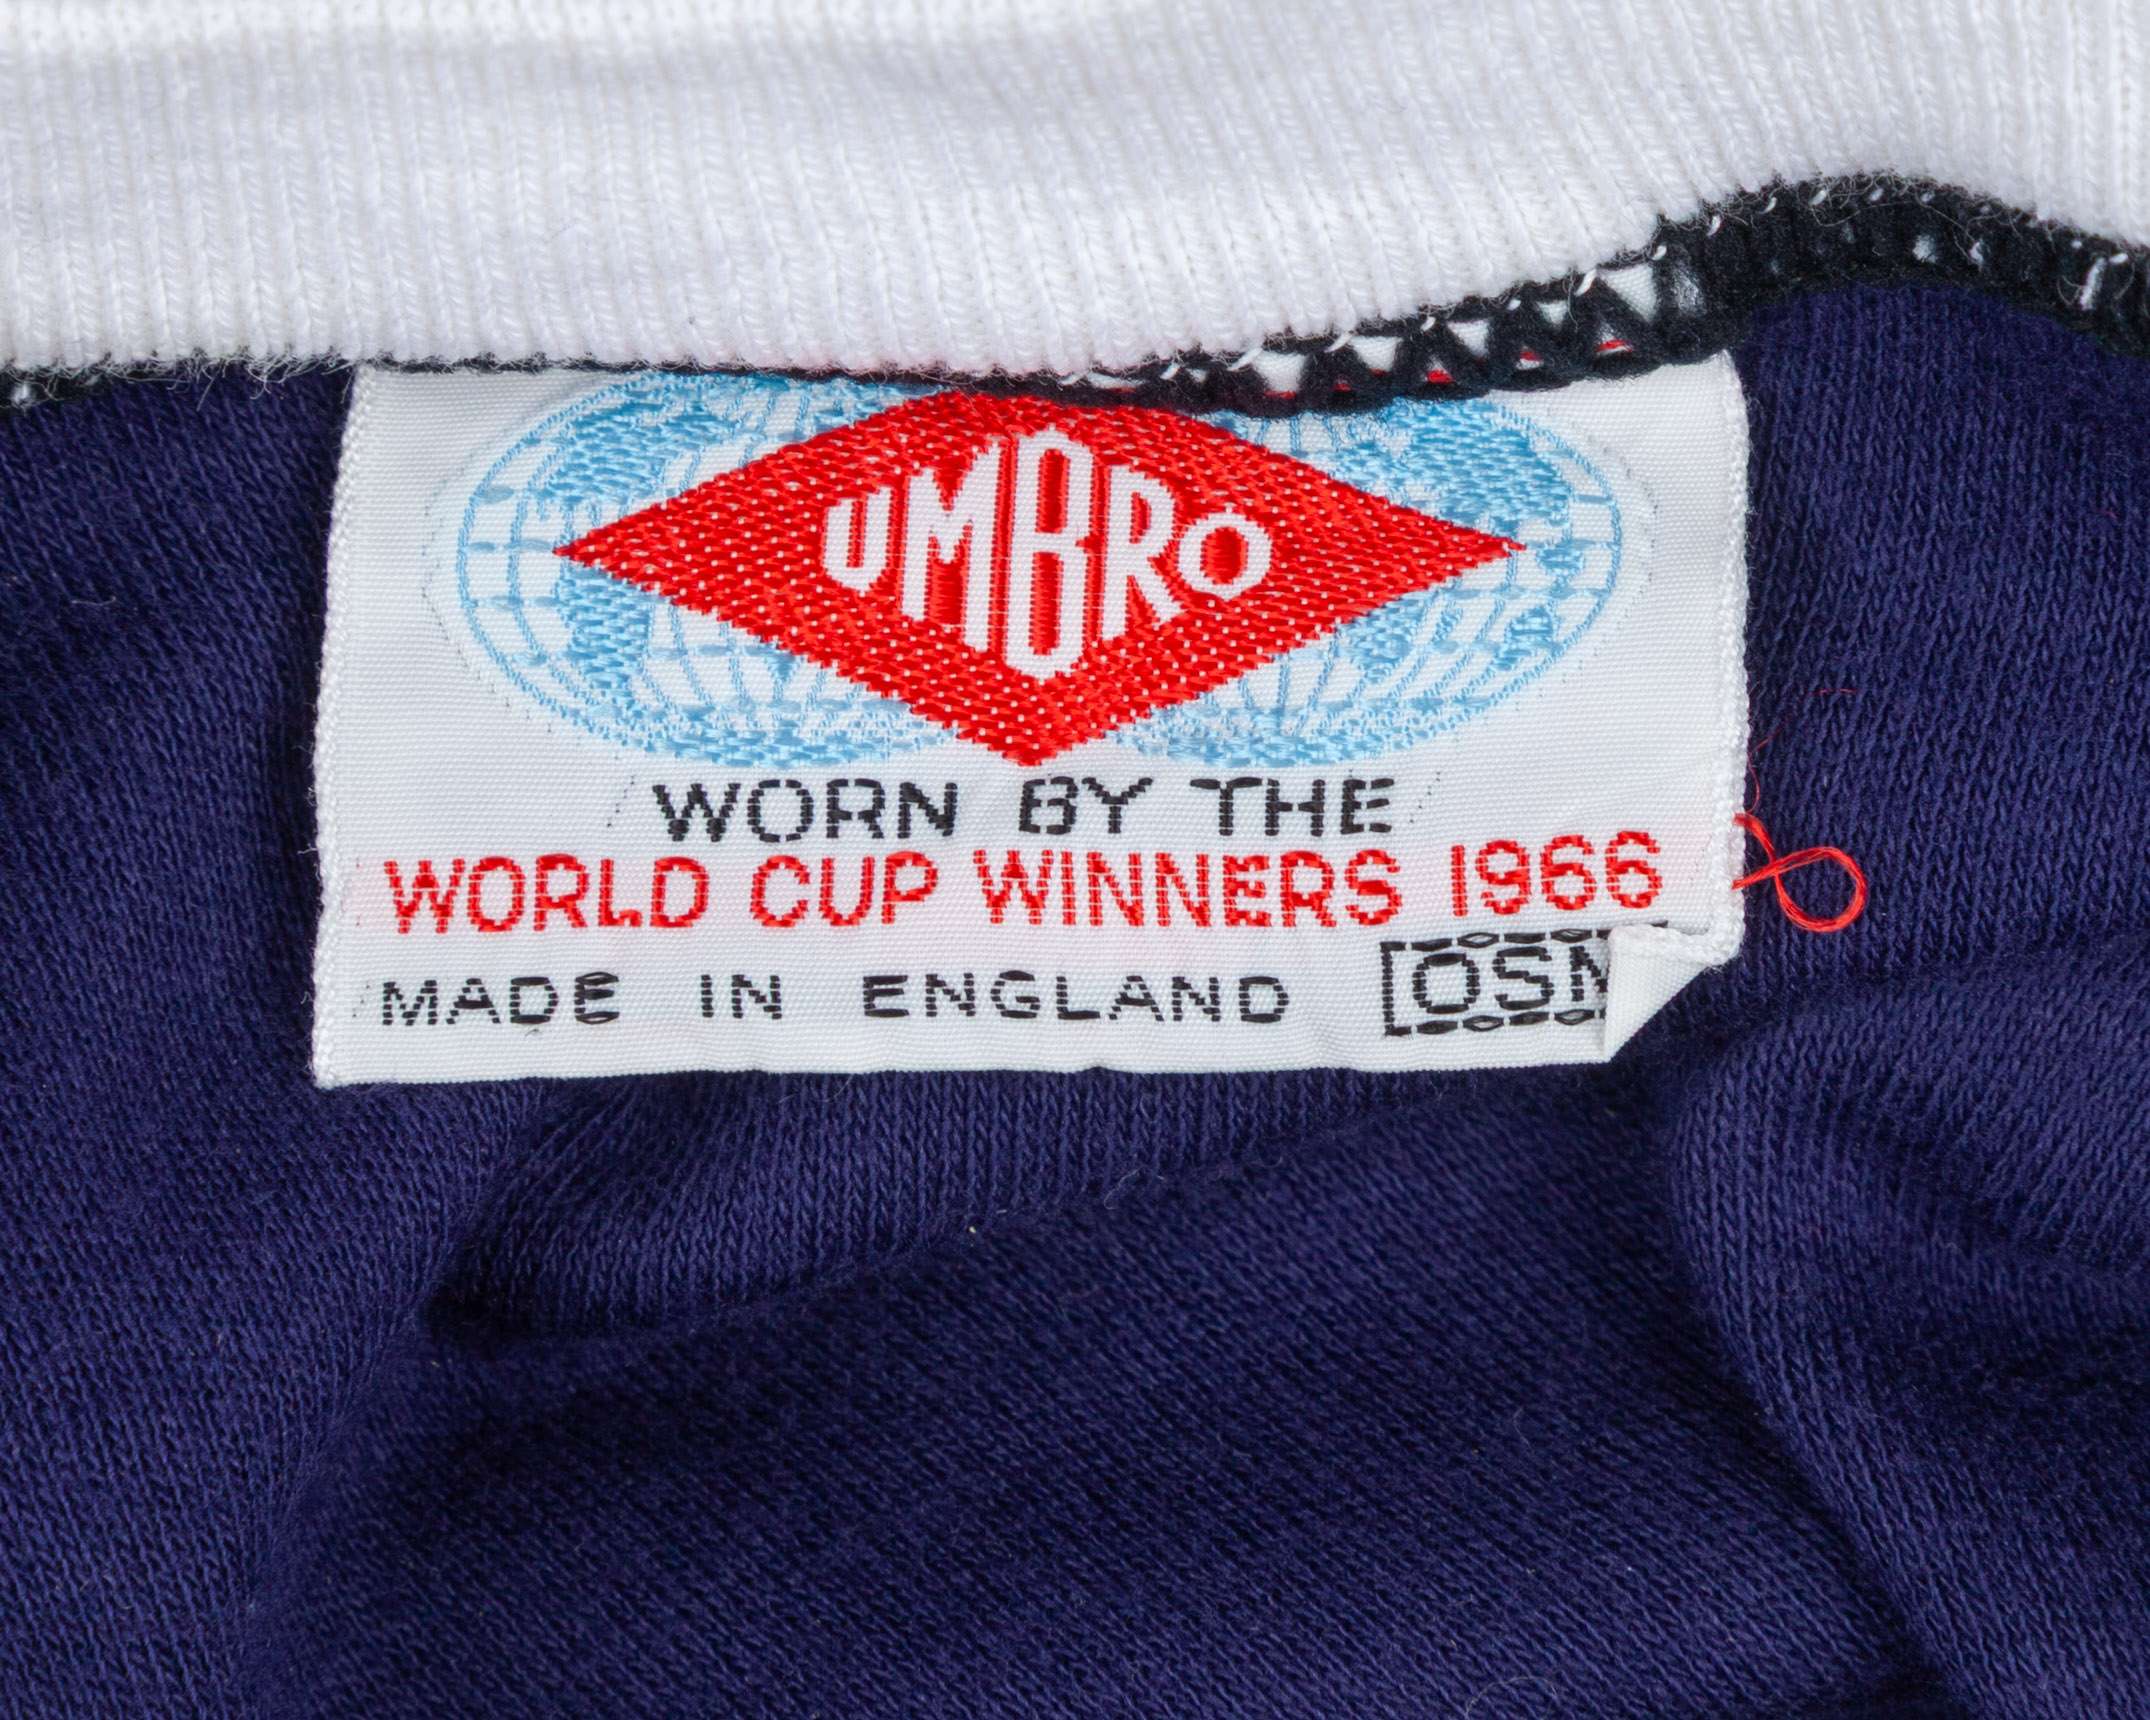 UMBRO
WORN BY THE
WORLD CUP WINNERS 1966
MADE IN ENGLAND